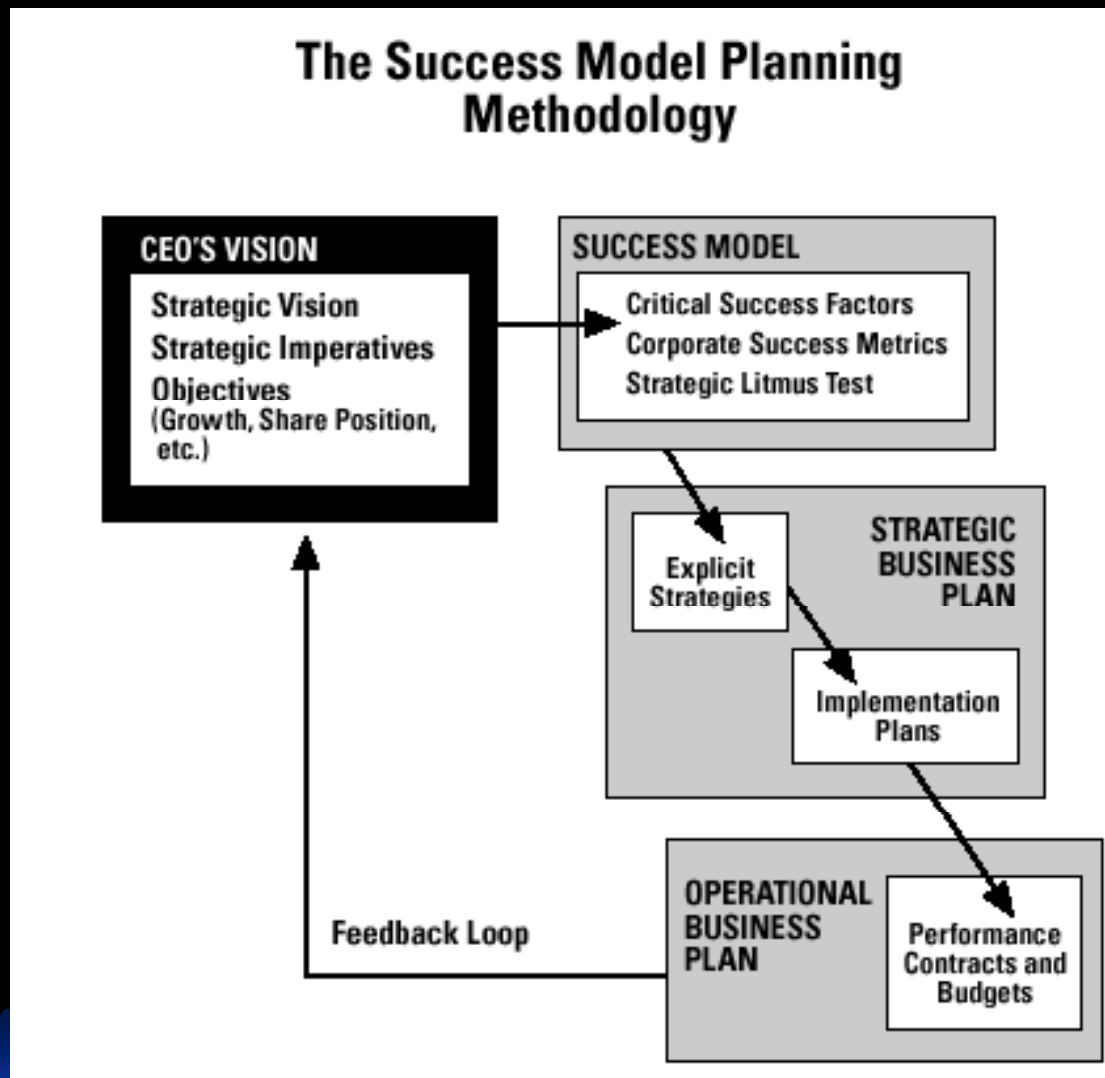 The Success Model Planning
Methodology
CEO'S VISION
Strategic Vision
Strategic Imperatives
Objectives
(Growth, Share Position,
etc.)
SUCCESS MODEL
Critical Success Factors
Corporate Success Metrics
Strategic Litmus Test
STRATEGIC
BUSINESS
PLAN
Explicit
Strategies
Implementation
Plans
OPERATIONAL
BUSINESS
PLAN
Performance
Contracts and
Budgets
Feedback Loop